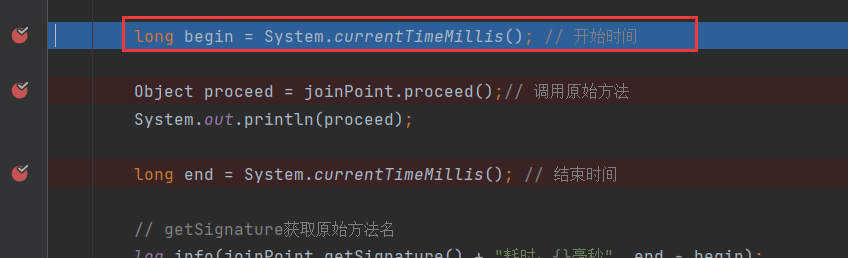 long begin = System.currentTimeMillis(); // 开始时间
Object proceed = joinPoint.proceed();// 调用原始方法
System.out.println(proceed);
long end = System.currentTimeMillis(); // 结束时间
// getSignature获取原始方法名
log.info(joinPoint.getSignature() + "耗时：{}毫秒", end - begin);